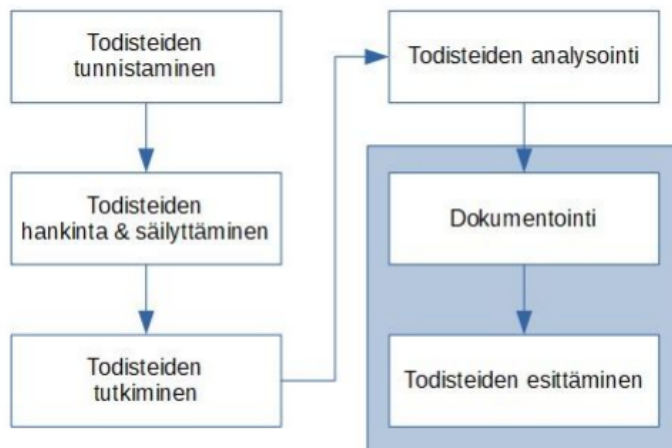 Todisteiden
tunnistaminen
Todisteiden
hankinta & säilyttäminen
Todisteiden
tutkiminen
Todisteiden analysointi
Dokumentointi
Todisteiden esittäminen